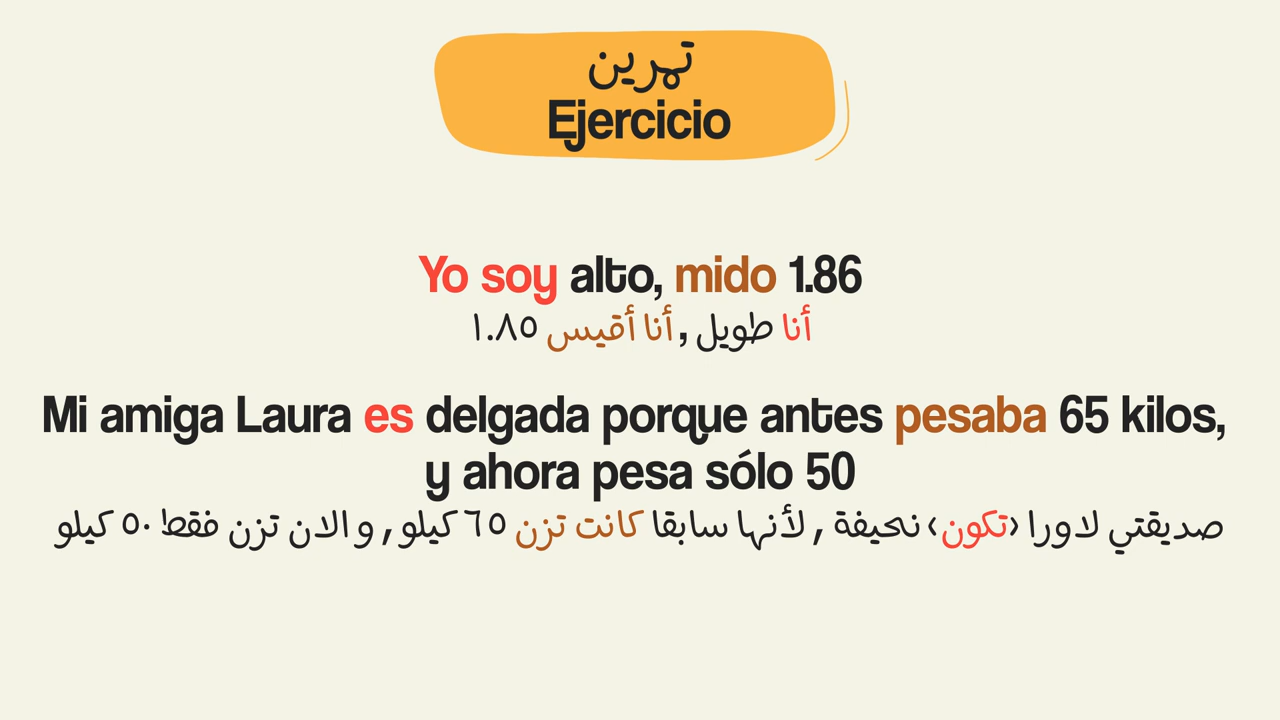 تمرين
Ejercicio
Yo soy alto, mido 1.86
أنا طويل , أنا أقيس ١.٨٥
Mi amiga Laura es delgada porque antes pesaba 65 kilos,
y ahora pesa sólo 50
صديقتي لاورا ‹تكون› نحيفة , لأنها سابقا كانت تزن ٦٥ كيلو , و الان تزن فقط ٥٠ كيلو